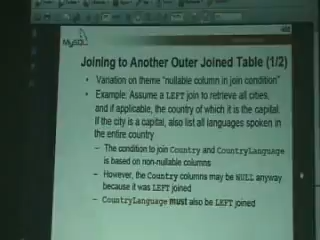 MySQL
Joining to Another Outer Joined Table (1/2)
• Variation on theme "nullable column in join condition"
• Example: Assume a LEFT join to retrieve all cities,
and if applicable, the country of which it is the capital.
If the city is a capital, also list all languages spoken in
the entire country
– The condition to join Country and CountryLanguage
is based on non-nullable columns
– However, the Country columns may be NULL anyway
because it was LEFT joined
– CountryLanguage must also be LEFT joined